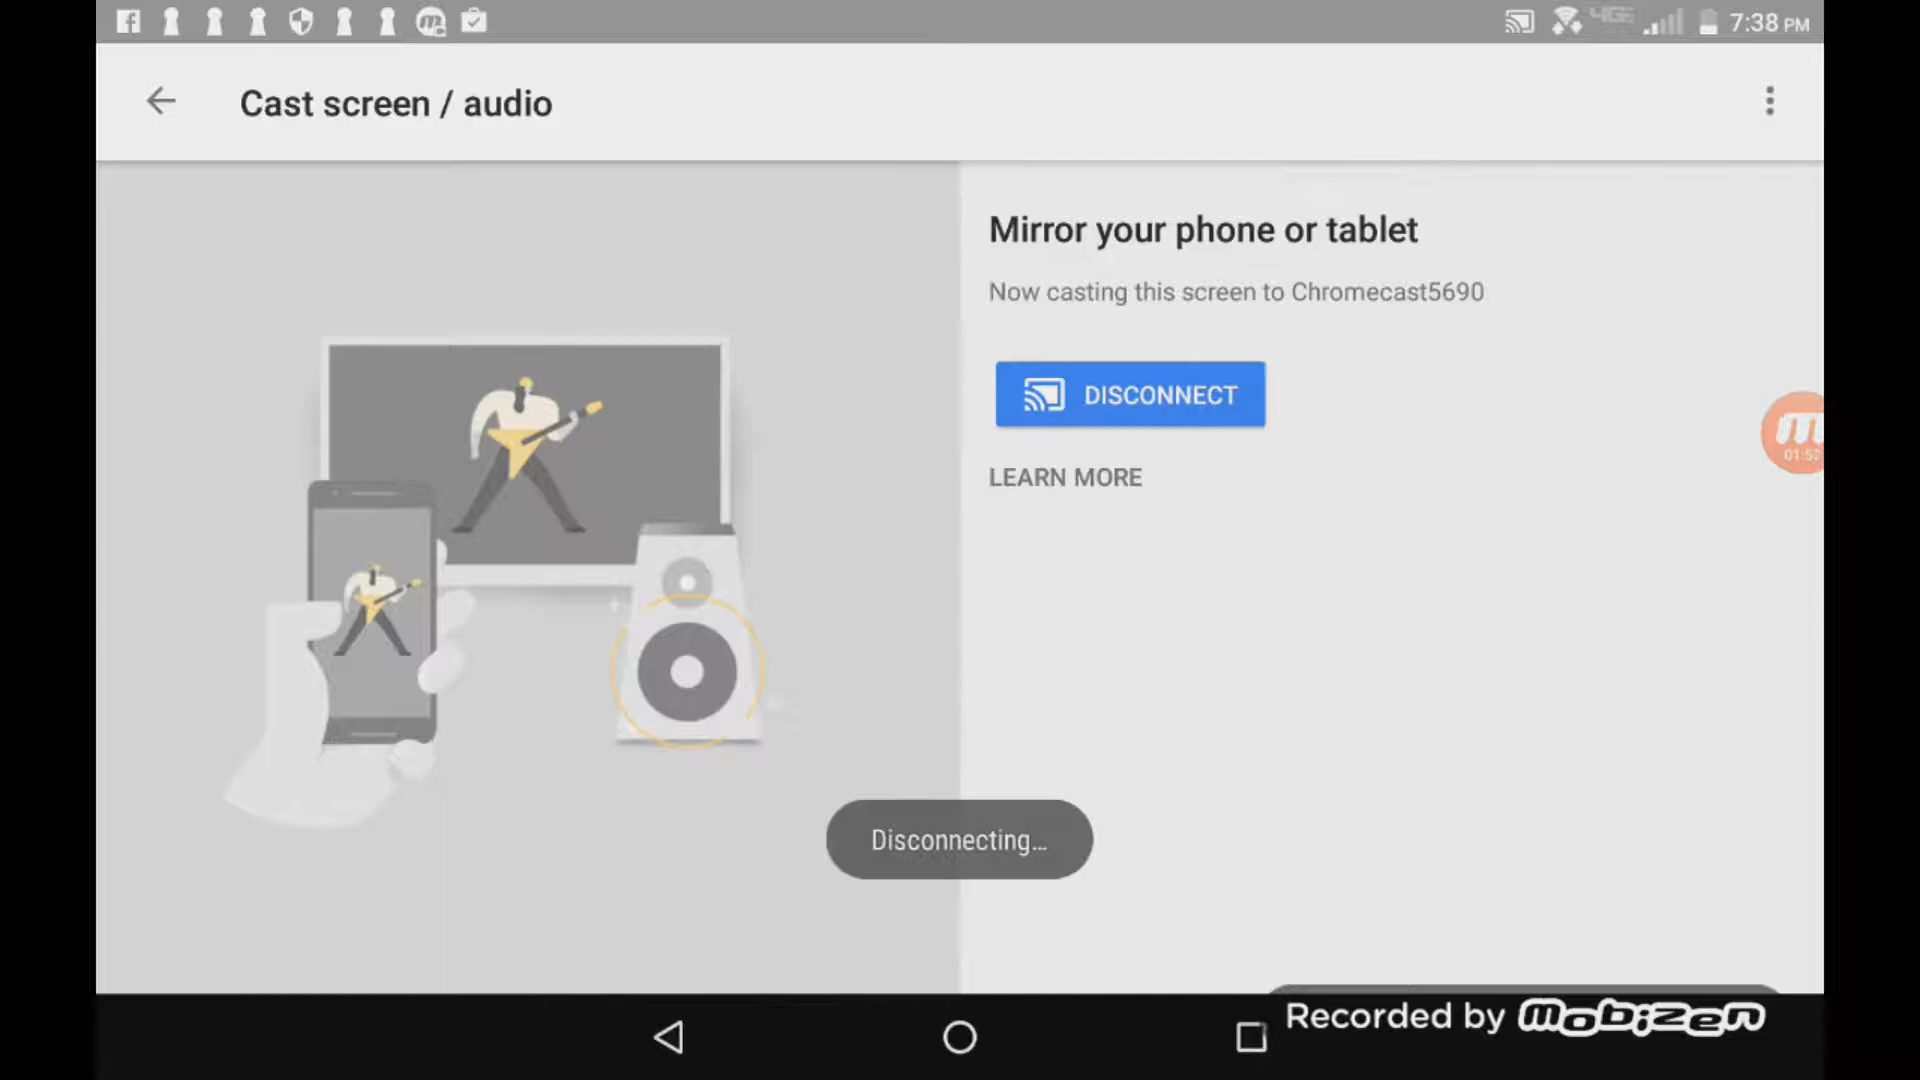 4G 7:38 PM
Cast screen / audio
Mirror your phone or tablet
Now casting this screen to Chromecast5690
DISCONNECT
LEARN MORE
Disconnecting...
Recorded by mobizen